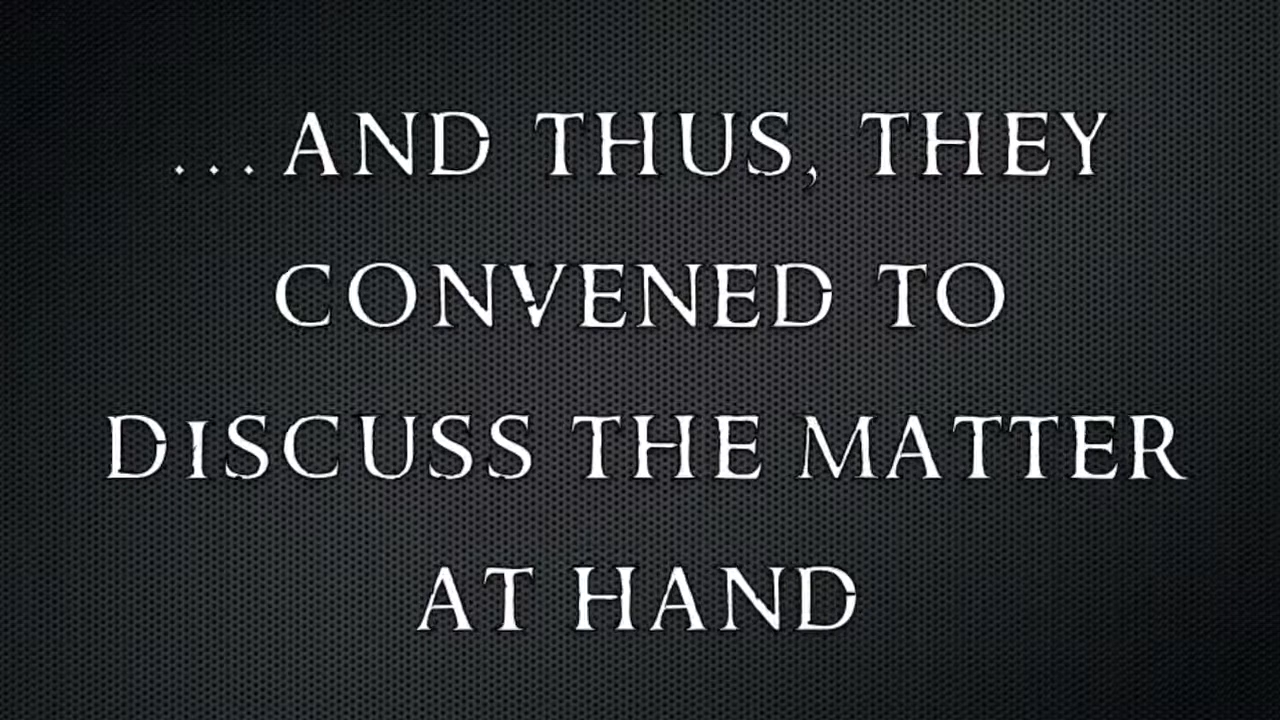 ...AND THUS, THEY
CONVENED TO
DISCUSS THE MATTER
AT HAND